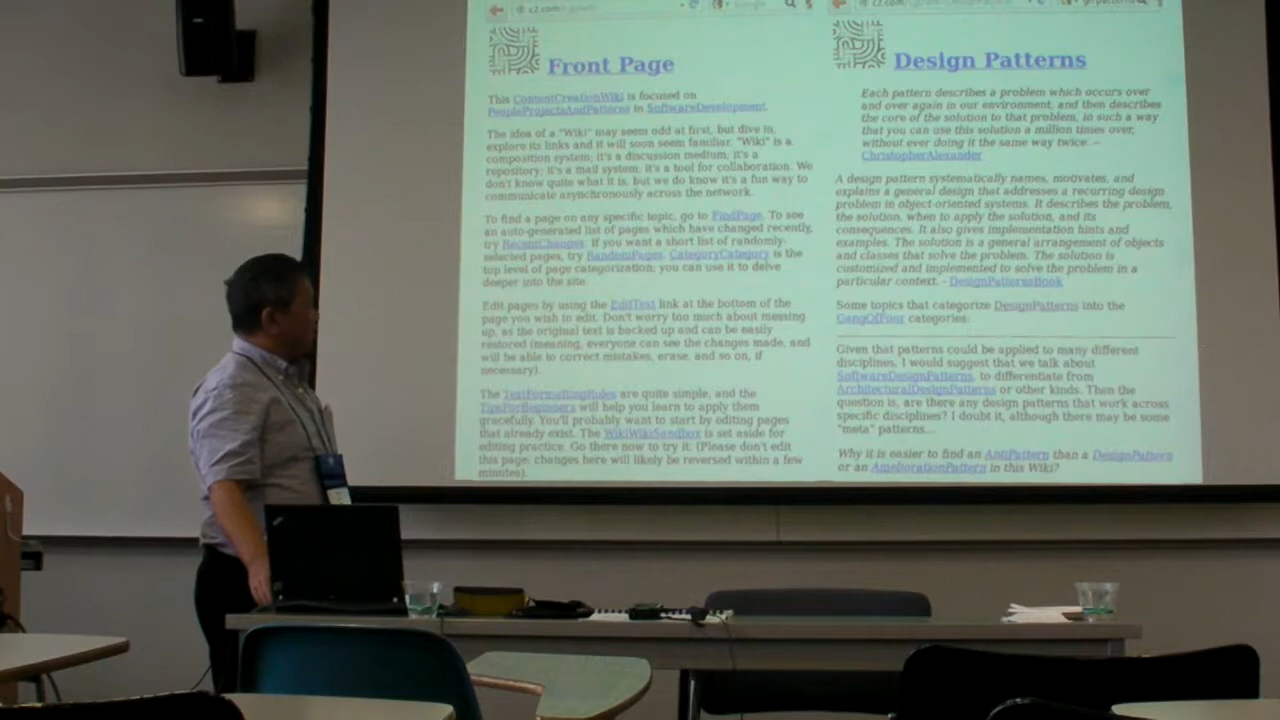 c2.com/cgi/wiki
Front Page
This ContentCreationWiki is focused on
PeopleProjectsAndPatterns in SoftwareDevelopment.
The idea of a "Wiki" may seem odd at first, but dive in,
explore its links and it will soon seem familiar. "Wiki" is a
composition system; it's a discussion medium; it's a
repository; it's a mail system; it's a tool for collaboration. We
don't know quite what it is, but we do know it's a fun way to
communicate asynchronously across the network.
To find a page on any specific topic, go to FindPage. To see
an auto-generated list of pages which have changed recently,
try RecentChanges. If you want a short list of randomly-
selected pages, try RandomPages. CategoryCategory is the
top level of page categorization; you can use it to delve
deeper into the site.
Edit pages by using the EditText link at the bottom of the
page you wish to edit. Don't worry too much about messing
up, as the original text is backed up and can be easily
restored (meaning, everyone can see the changes made, and
will be able to correct mistakes, erase, and so on, if
necessary).
The TextFormattingRules are quite simple, and the
TipsForBeginners will help you learn to apply them
gracefully. You'll probably want to start by editing pages
that already exist. The WikiWikiSandbox is set aside for
editing practice. Go there now to try it. (Please don't edit
this page; changes here will likely be reversed within a few
minutes).
Design Patterns
Each pattern describes a problem which occurs over
and over again in our environment, and then describes
the core of the solution to that problem, in such a way
that you can use this solution a million times over,
without ever doing it the same way twice. --
ChristopherAlexander
A design pattern systematically names, motivates, and
explains a general design that addresses a recurring design
problem in object-oriented systems. It describes the problem,
the solution, when to apply the solution, and its
consequences. It also gives implementation hints and
examples. The solution is a general arrangement of objects
and classes that solve the problem. The solution is
customized and implemented to solve the problem in a
particular context. - DesignPatternsBook
Some topics that categorize DesignPatterns into the
GangOfFour categories:
Given that patterns could be applied to many different
disciplines, I would suggest that we talk about
SoftwareDesignPatterns, to differentiate from
ArchitecturalDesignPatterns or other kinds. Then the
question is, are there any design patterns that work across
specific disciplines? I doubt it, although there may be some
"meta" patterns...
Why it is easier to find an AntiPattern than a DesignPattern
or an AmeliorationPattern in this Wiki?